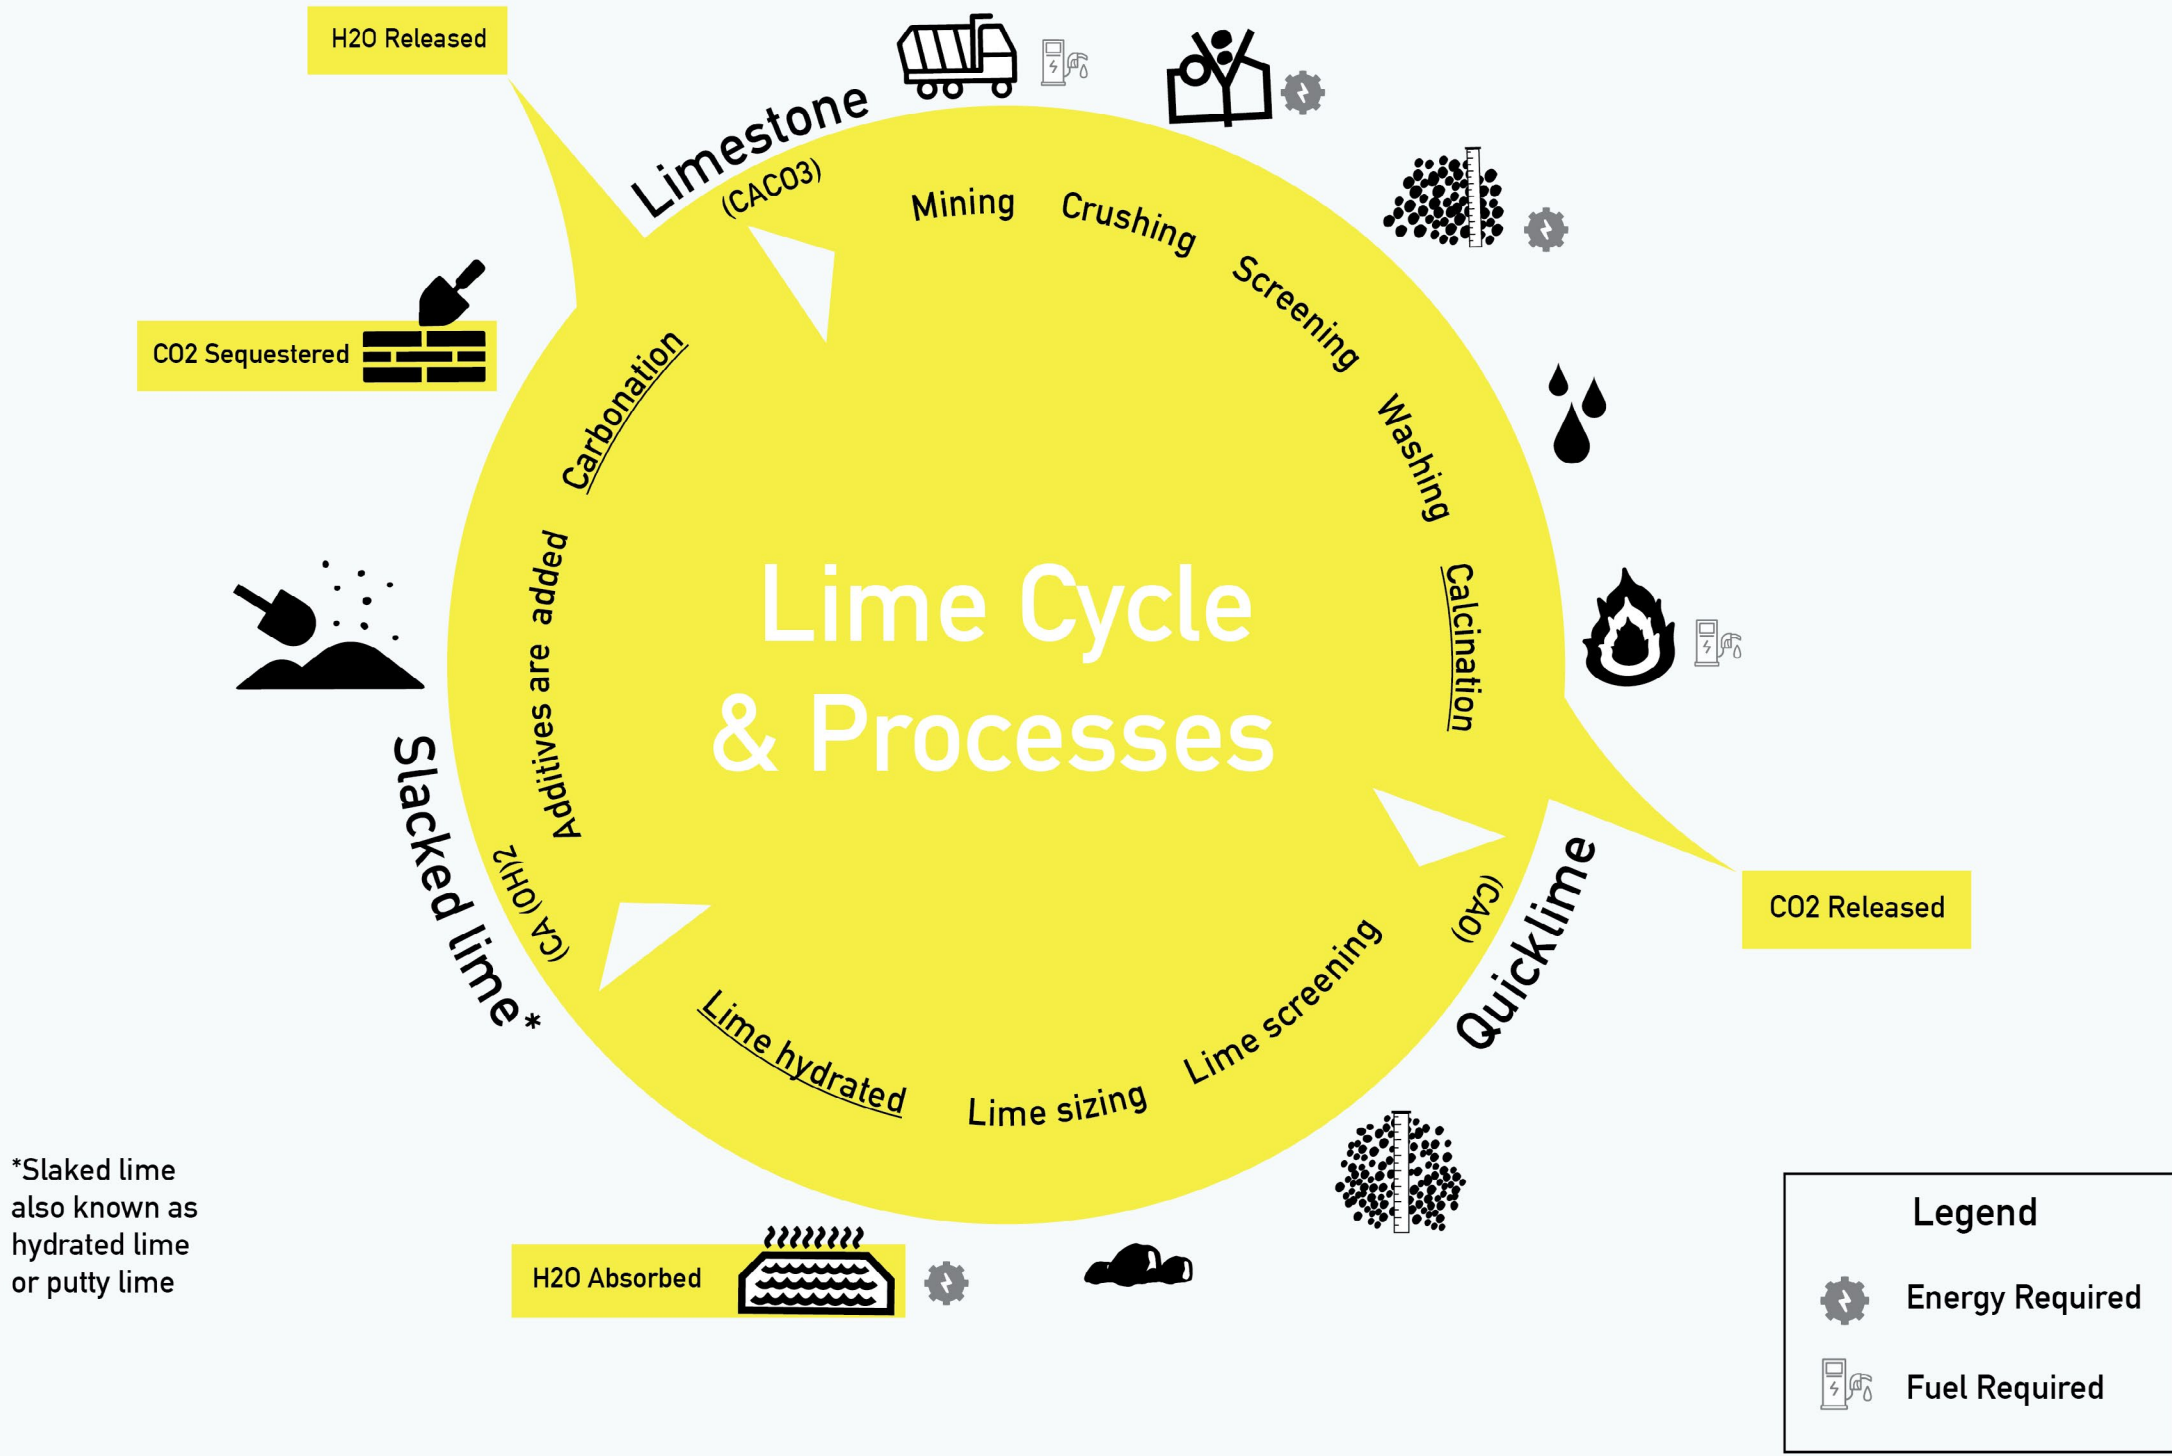 H2O Released
Limestone
(CACO3)
Mining
Crushing
Screening
Washing
Calcination
CO2 Released
Quicklime
(CAO)
Lime screening
Lime sizing
Lime hydrated
H2O Absorbed
Slacked lime*
(CA (OH)2
Additives are added
Carbonation
CO2 Sequestered
Lime Cycle
& Processes
*Slaked lime
also known as
hydrated lime
or putty lime
Legend
Energy Required
Fuel Required